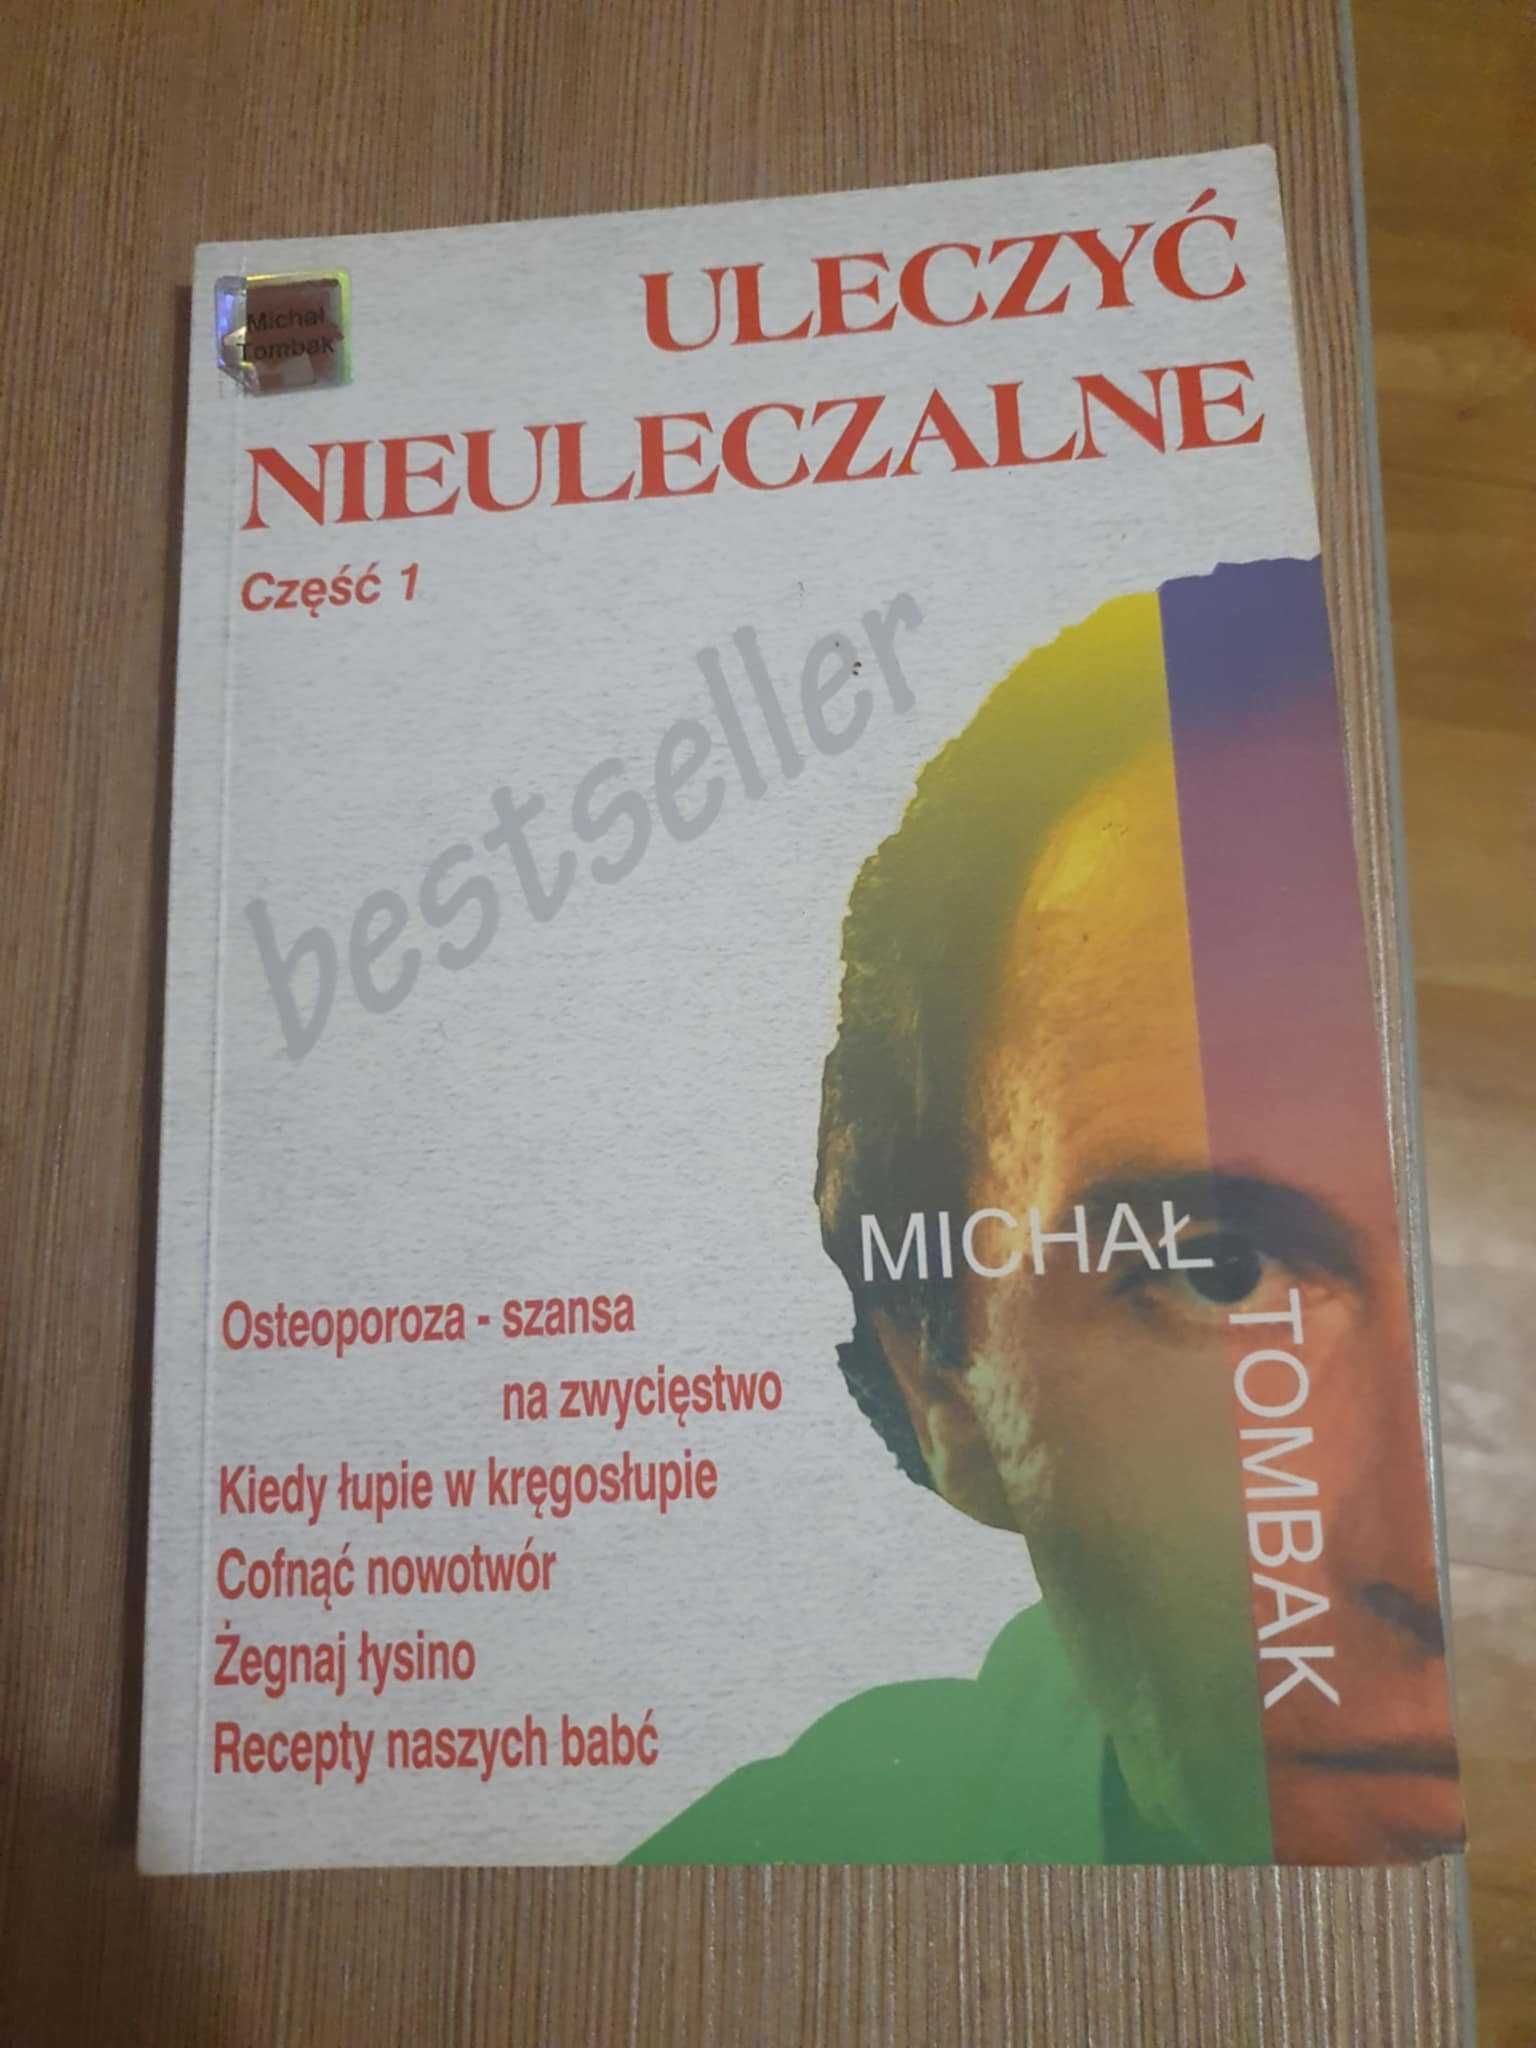 Michał
Tombak
ULECZYĆ
NIEULECZALNE
Część 1
bestseller
MICHAŁ
TOMBAK
Osteoporoza - szansa
na zwycięstwo
Kiedy łupie w kręgosłupie
Cofnąć nowotwór
Żegnaj łysino
Recepty naszych babć